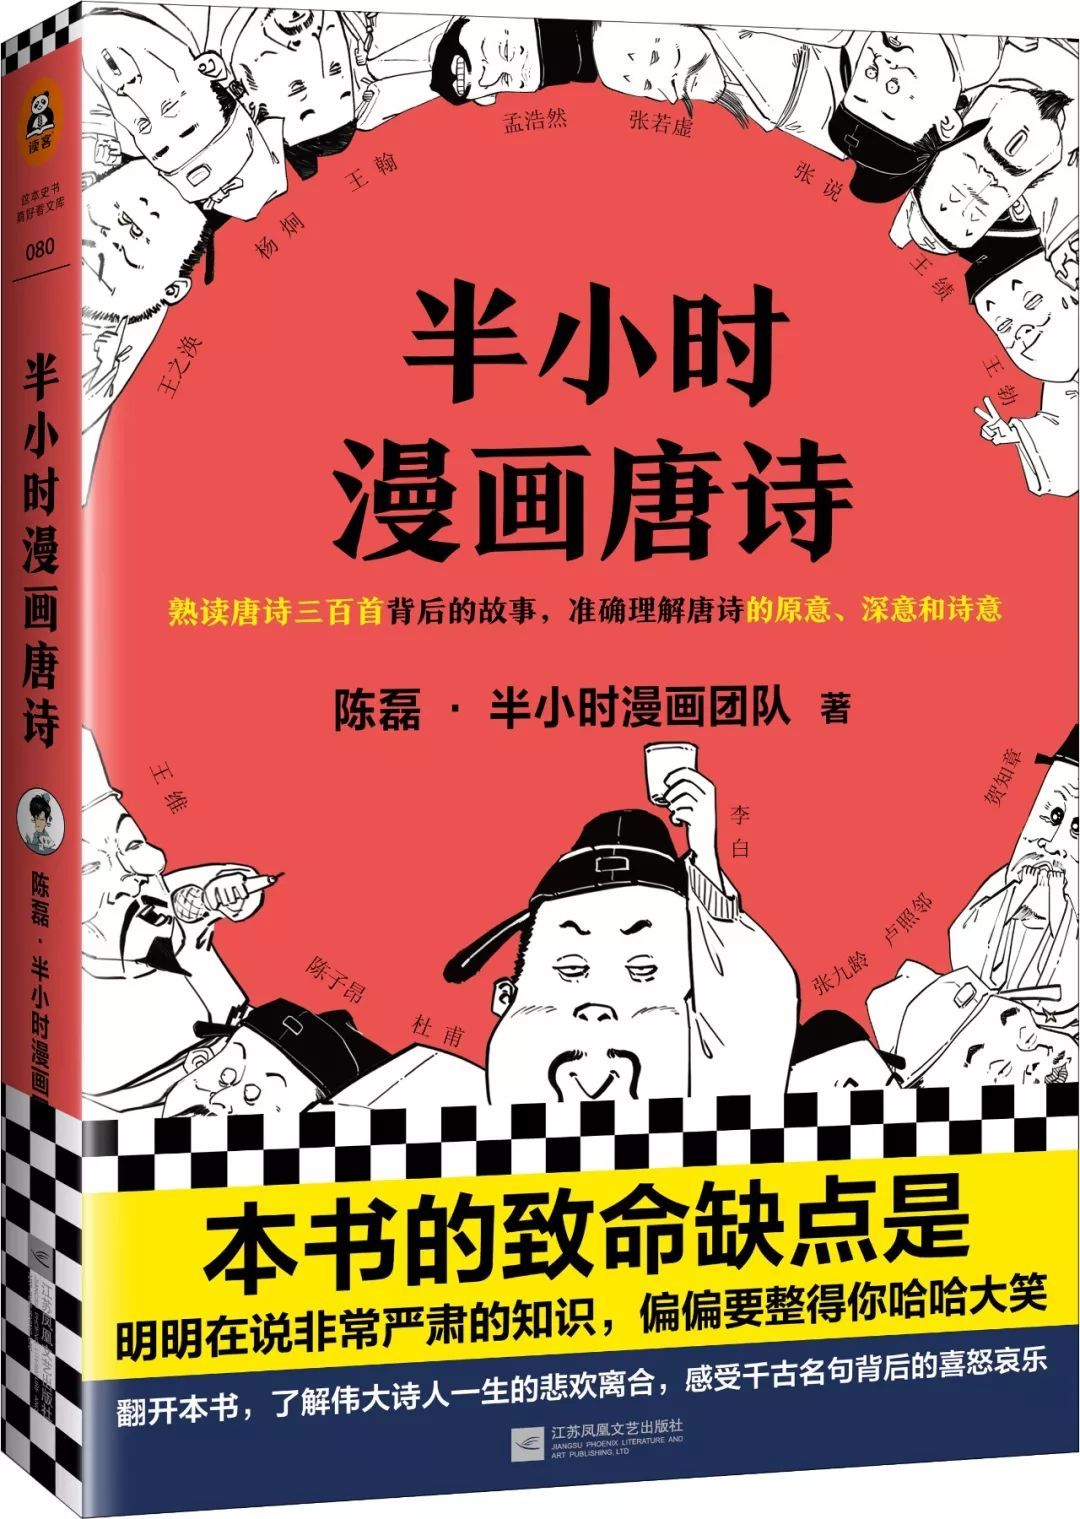 读客
这本史书
真好看文库
080
半小时漫画唐诗
陈磊·半小时漫画
江苏凤凰文艺出版社
孟浩然
张若虚
王翰
张说
杨炯
王绩
王之涣
王勃
半小时
漫画唐诗
熟读唐诗三百首背后的故事，准确理解唐诗的原意、深意和诗意
陈磊·半小时漫画团队 著
王维
李白
贺知章
陈子昂
杜甫
张九龄
卢照邻
本书的致命缺点是
明明在说非常严肃的知识，偏偏要整得你哈哈大笑
翻开本书，了解伟大诗人一生的悲欢离合，感受千古名句背后的喜怒哀乐
江苏凤凰文艺出版社
JIANGSU PHOENIX LITERATURE AND
ART PUBLISHING, LTD